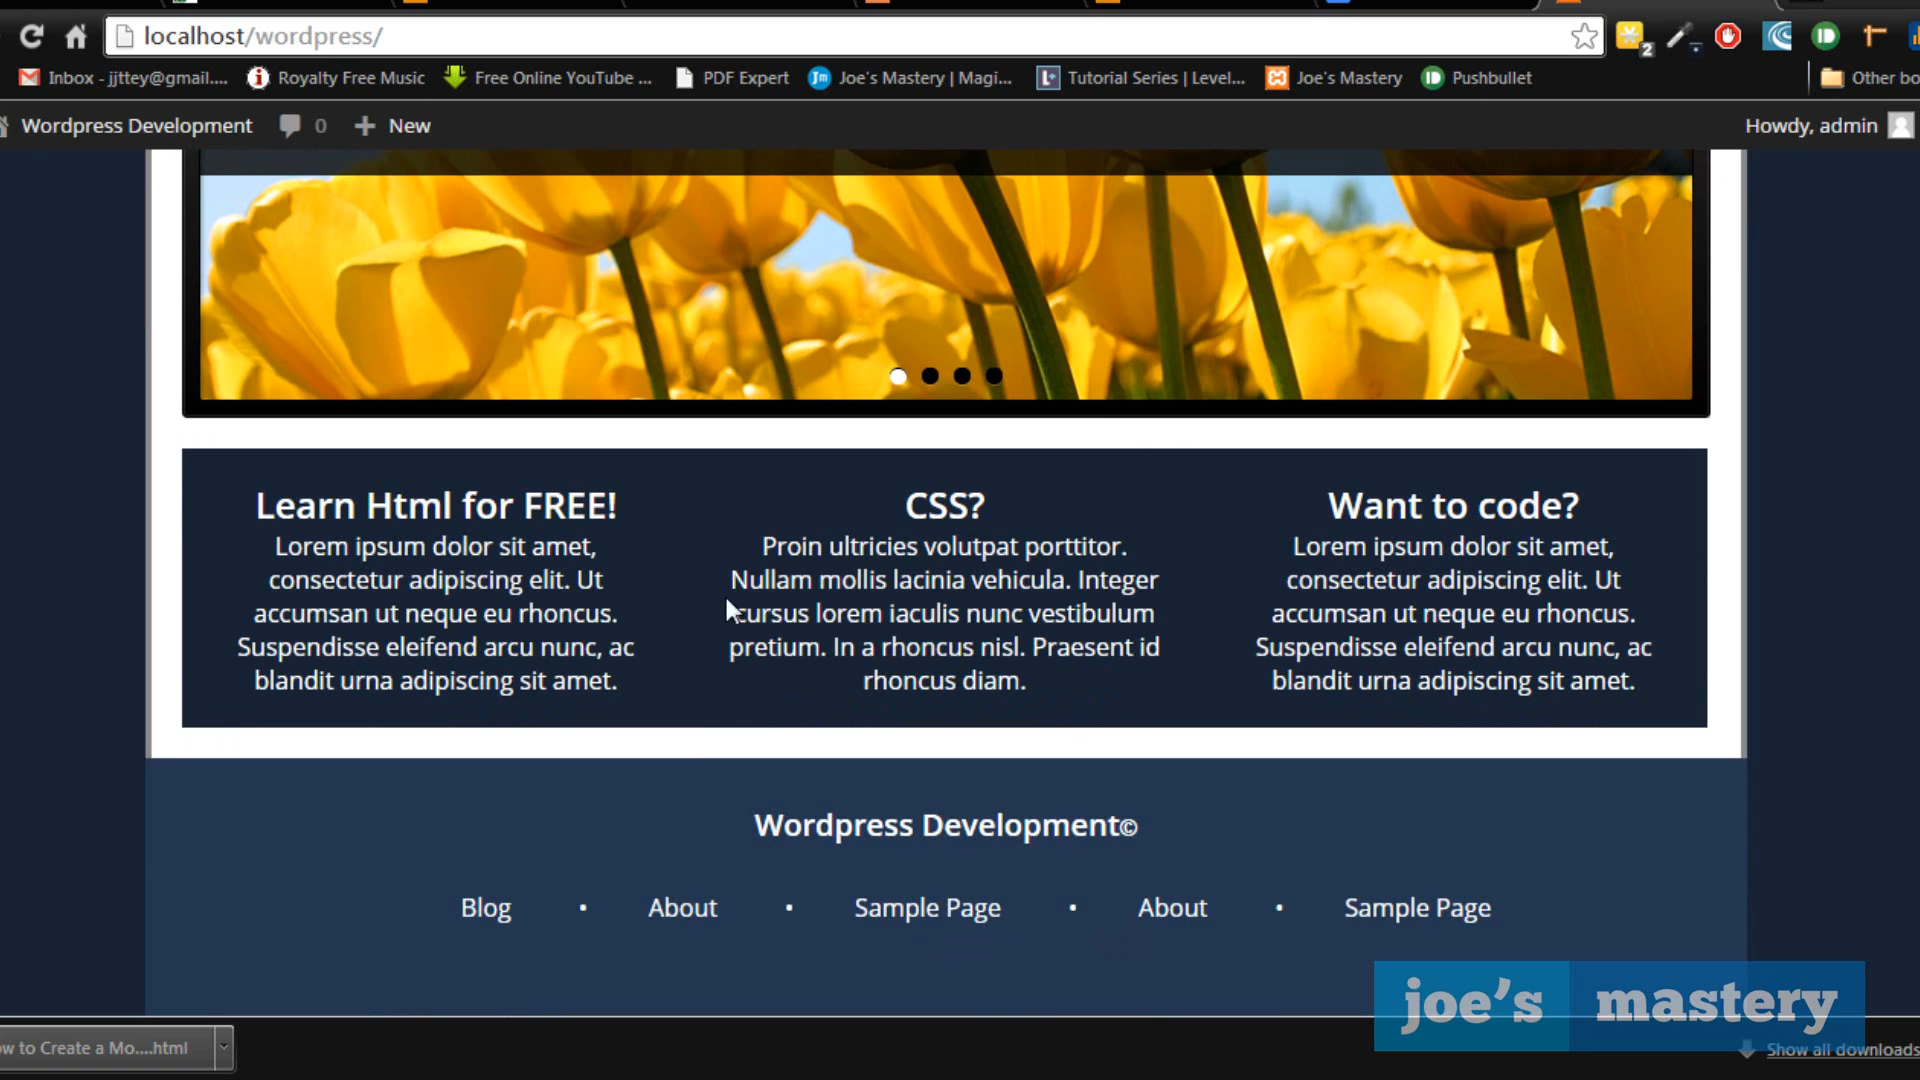 localhost/wordpress/
2
Inbox - jjttey@gmail.... Royalty Free Music Free Online YouTube ... PDF Expert Joe's Mastery | Magi... Tutorial Series | Level... Joe's Mastery Pushbullet Other bo
Wordpress Development 0 New Howdy, admin
Learn Html for FREE!
Lorem ipsum dolor sit amet,
consectetur adipiscing elit. Ut
accumsan ut neque eu rhoncus.
Suspendisse eleifend arcu nunc, ac
blandit urna adipiscing sit amet.
CSS?
Proin ultricies volutpat porttitor.
Nullam mollis lacinia vehicula. Integer
cursus lorem iaculis nunc vestibulum
pretium. In a rhoncus nisl. Praesent id
rhoncus diam.
Want to code?
Lorem ipsum dolor sit amet,
consectetur adipiscing elit. Ut
accumsan ut neque eu rhoncus.
Suspendisse eleifend arcu nunc, ac
blandit urna adipiscing sit amet.
Wordpress Development©
Blog • About • Sample Page • About • Sample Page
joe's mastery
ow to Create a Mo....html Show all downloads